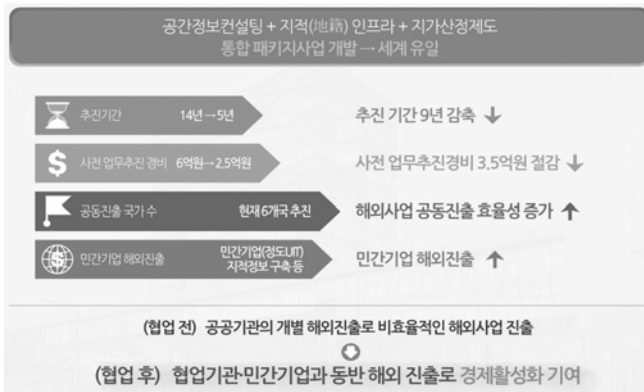 공간정보컨설팅 + 지적(地籍) 인프라 + 지가산정제도
통합 패키지사업 개발 → 세계 유일
추진기간 14년→5년 추진 기간 9년 감축
$ 사전 업무추진 경비 6억원→2.5억원 사전 업무추진경비 3.5억원 절감
공동진출 국가 수 현재 6개국 추진 해외사업 공동진출 효율성 증가
민간기업 해외진출 민간기업(정도UIT) 민간기업 해외진출
지적정보 구축 등
(협업 전) 공공기관의 개별 해외진출로 비효율적인 해외사업 진출
(협업 후) 협업기관·민간기업과 동반 해외 진출로 경제활성화 기여